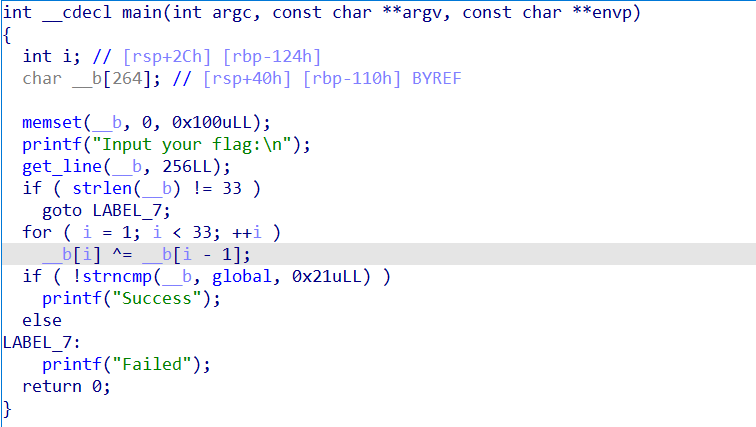 int __cdecl main(int argc, const char **argv, const char **envp)
{
  int i; // [rsp+2Ch] [rbp-124h]
  char __b[264]; // [rsp+40h] [rbp-110h] BYREF

  memset(__b, 0, 0x100uLL);
  printf("Input your flag:\n");
  get_line(__b, 256LL);
  if ( strlen(__b) != 33 )
    goto LABEL_7;
  for ( i = 1; i < 33; ++i )
    __b[i] ^= __b[i - 1];
  if ( !strncmp(__b, global, 0x21uLL) )
    printf("Success");
  else
LABEL_7:
    printf("Failed");
  return 0;
}